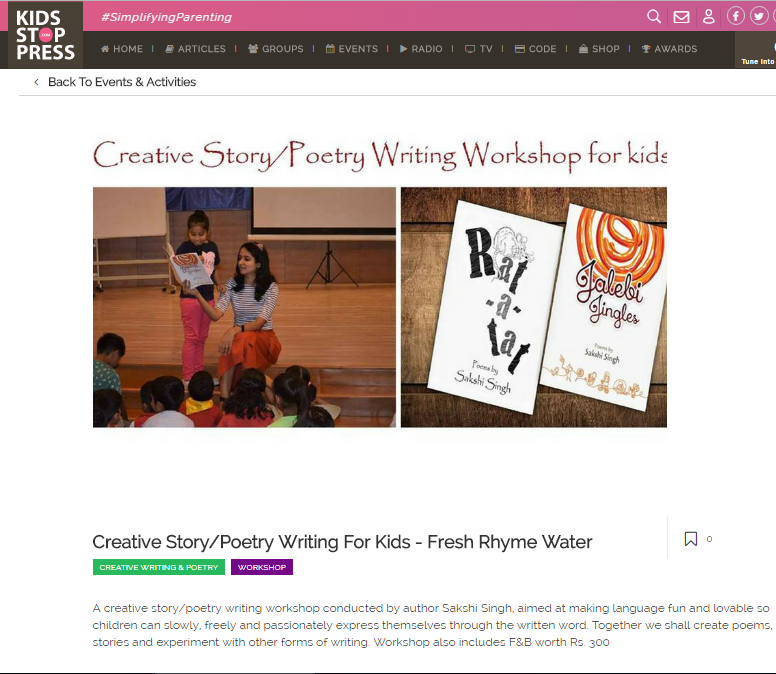 KIDS
STOP
.COM
PRESS
#SimplifyingParenting
HOME | ARTICLES | GROUPS | EVENTS | RADIO | TV | CODE | SHOP | AWARDS
Tune Into
Back To Events & Activities
Creative Story/Poetry Writing Workshop for kids
Rat
-a-
tat
Poems by
Sakshi Singh
Jalebi
Jingles
Poems by
Sakshi Singh
Creative Story/Poetry Writing For Kids - Fresh Rhyme Water
0
CREATIVE WRITING & POETRY WORKSHOP
A creative story/poetry writing workshop conducted by author Sakshi Singh, aimed at making language fun and lovable so
children can slowly, freely and passionately express themselves through the written word. Together we shall create poems,
stories and experiment with other forms of writing. Workshop also includes F&B worth Rs. 300